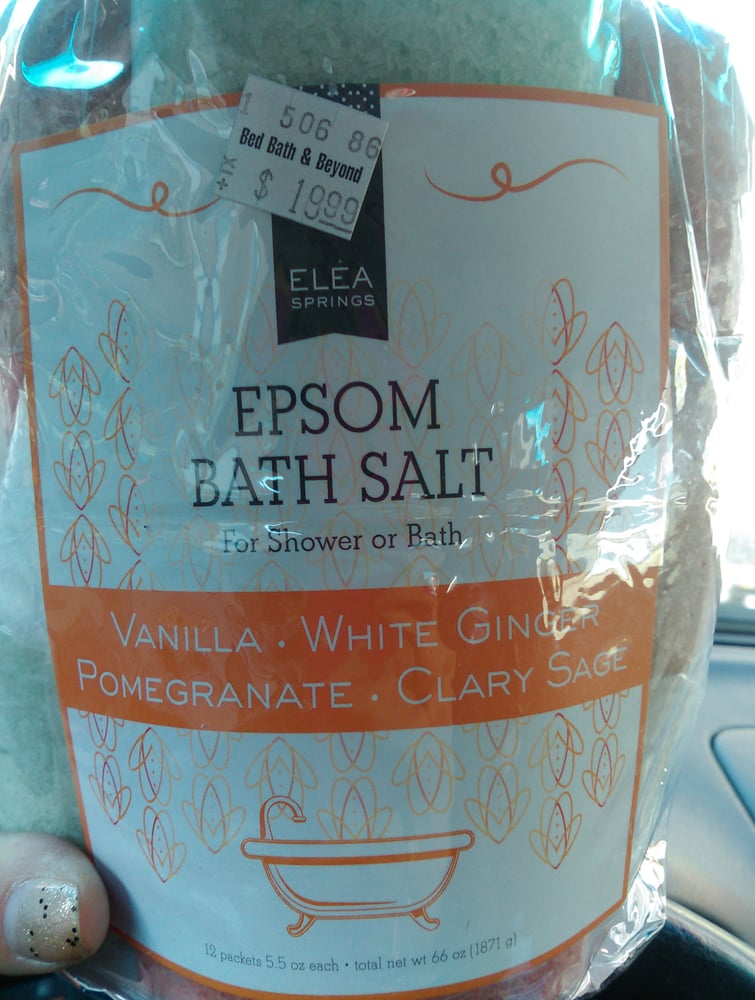 1 506 86
Bed Bath & Beyond
$ 1999
ELÉA
SPRINGS
EPSOM
BATH SALT
For Shower or Bath
VANILLA • WHITE GINGER
POMEGRANATE • CLARY SAGE
12 packets 5.5 oz each • total net wt 66 oz (1871 g)